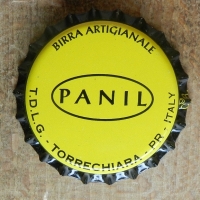 BIRRA ARTIGIANALE
PANIL
T.D.L.G. - TORRECHIARA - PR - ITALY